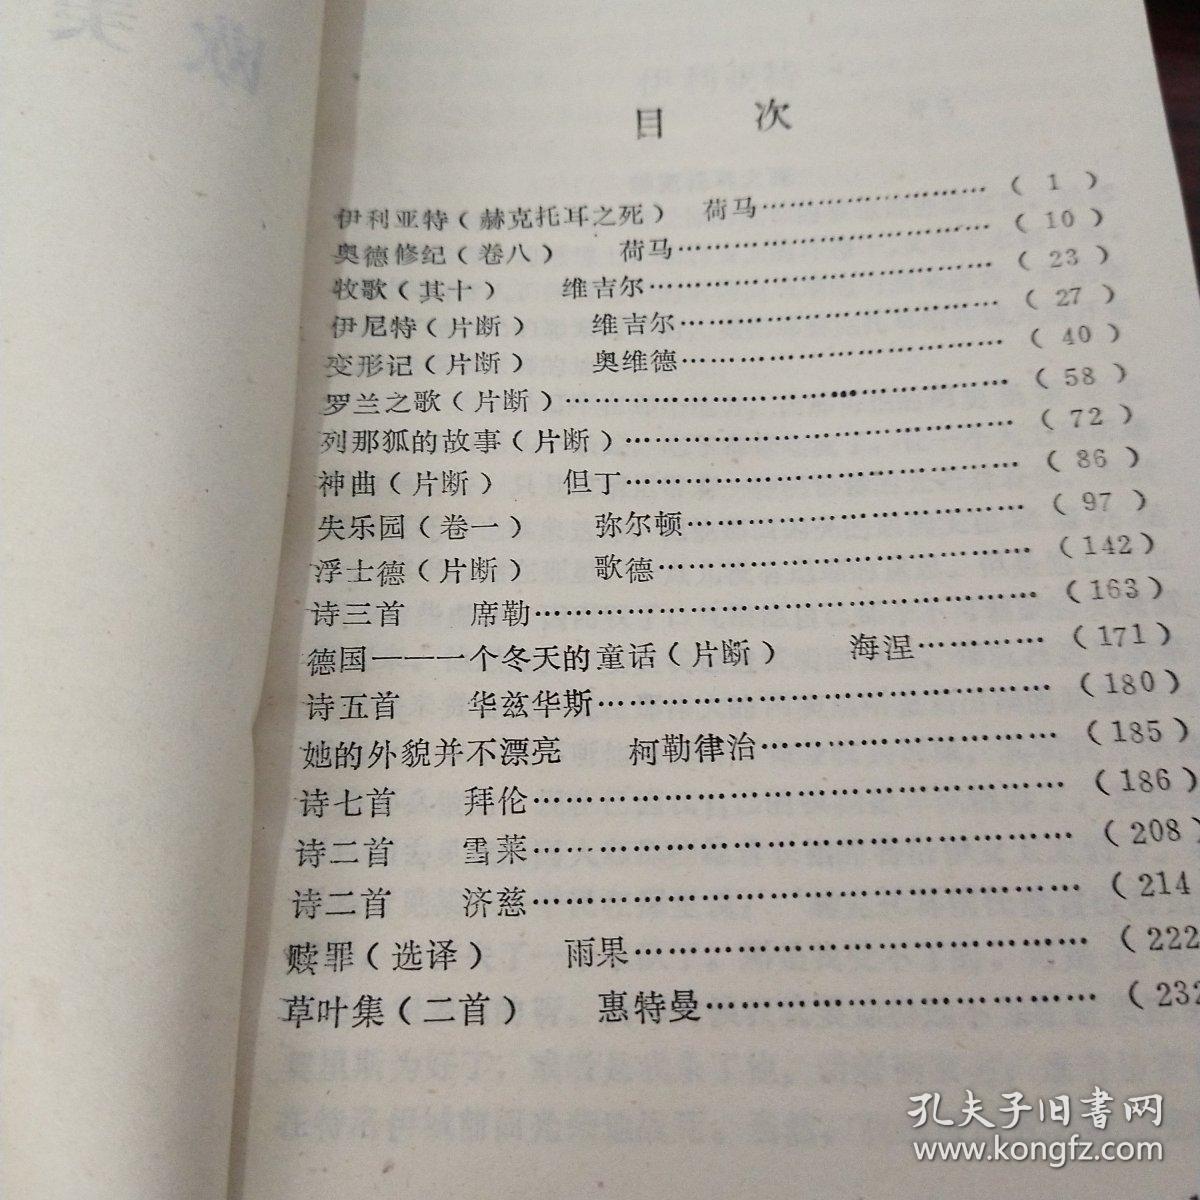 目 次
伊利亚特（赫克托耳之死） 荷马……………………（ 1 ）
奥德修纪（卷八） 荷马……………………………（ 10 ）
牧歌（其十） 维吉尔………………………………（ 23 ）
伊尼特（片断） 维吉尔……………………………（ 27 ）
变形记（片断） 奥维德……………………………（ 40 ）
罗兰之歌（片断）……………………………………（ 58 ）
列那狐的故事（片断）………………………………（ 72 ）
神曲（片断） 但丁…………………………………（ 86 ）
失乐园（卷一） 弥尔顿……………………………（ 97 ）
浮士德（片断） 歌德………………………………（142）
诗三首 席勒…………………………………………（163）
德国——一个冬天的童话（片断） 海涅…………（171）
诗五首 华兹华斯……………………………………（180）
她的外貌并不漂亮 柯勒律治………………………（185）
诗七首 拜伦…………………………………………（186）
诗二首 雪莱…………………………………………（208）
诗二首 济慈…………………………………………（214
赎罪（选译） 雨果…………………………………（222
草叶集（二首） 惠特曼……………………………（232
孔夫子旧书网
www.kongfz.com